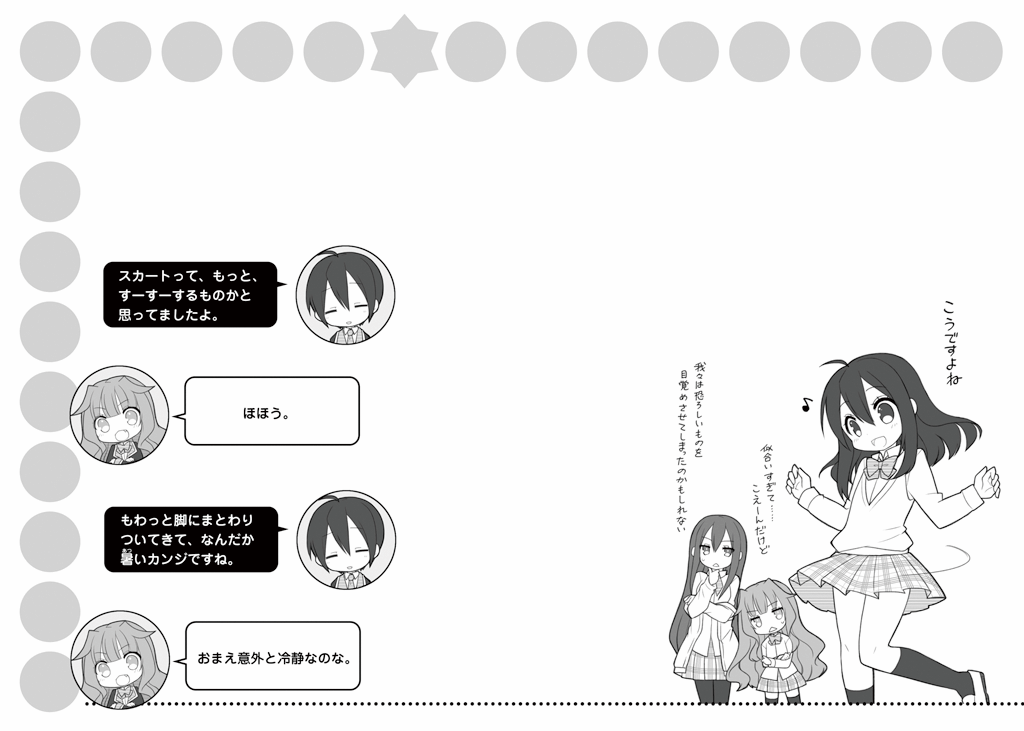 スカートって、もっと、
すーすーするものかと
思ってましたよ。
ほほう。
もわっと脚にまとわり
ついてきて、なんだか
暑いカンジですね。
おまえ意外と冷静なのな。
こうですよね
似合いすぎて……
こえーんだけど
我々は恐ろしいものを
目覚めさせてしまったのかもしれない